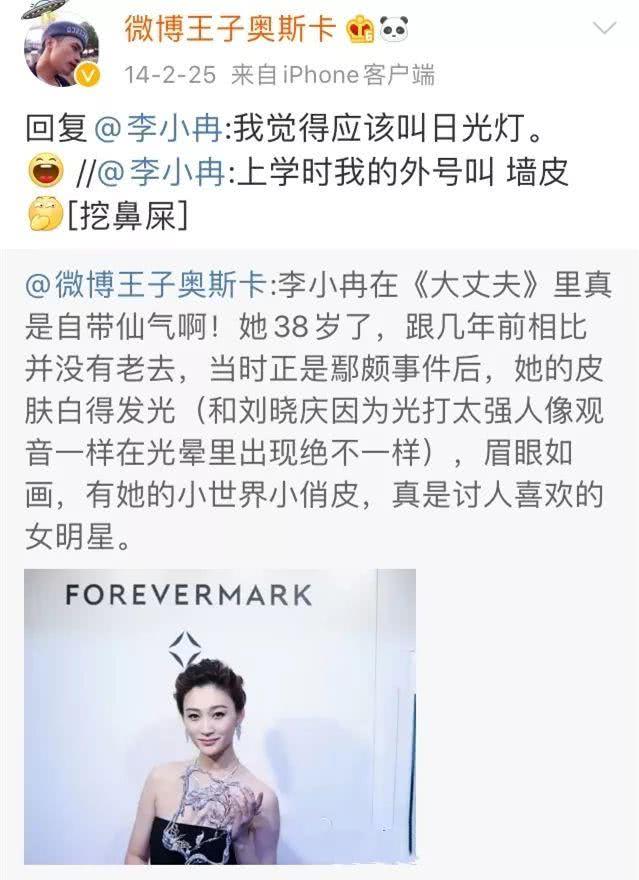 微博王子奥斯卡
14-2-25 来自iPhone客户端
回复@李小冉:我觉得应该叫日光灯。
//@李小冉:上学时我的外号叫 墙皮
[挖鼻屎]
@微博王子奥斯卡:李小冉在《大丈夫》里真
是自带仙气啊！她38岁了，跟几年前相比
并没有老去，当时正是鄢颇事件后，她的皮
肤白得发光（和刘晓庆因为光打太强人像观
音一样在光晕里出现绝不一样），眉眼如
画，有她的小世界小俏皮，真是讨人喜欢的
女明星。
FOREVERMARK